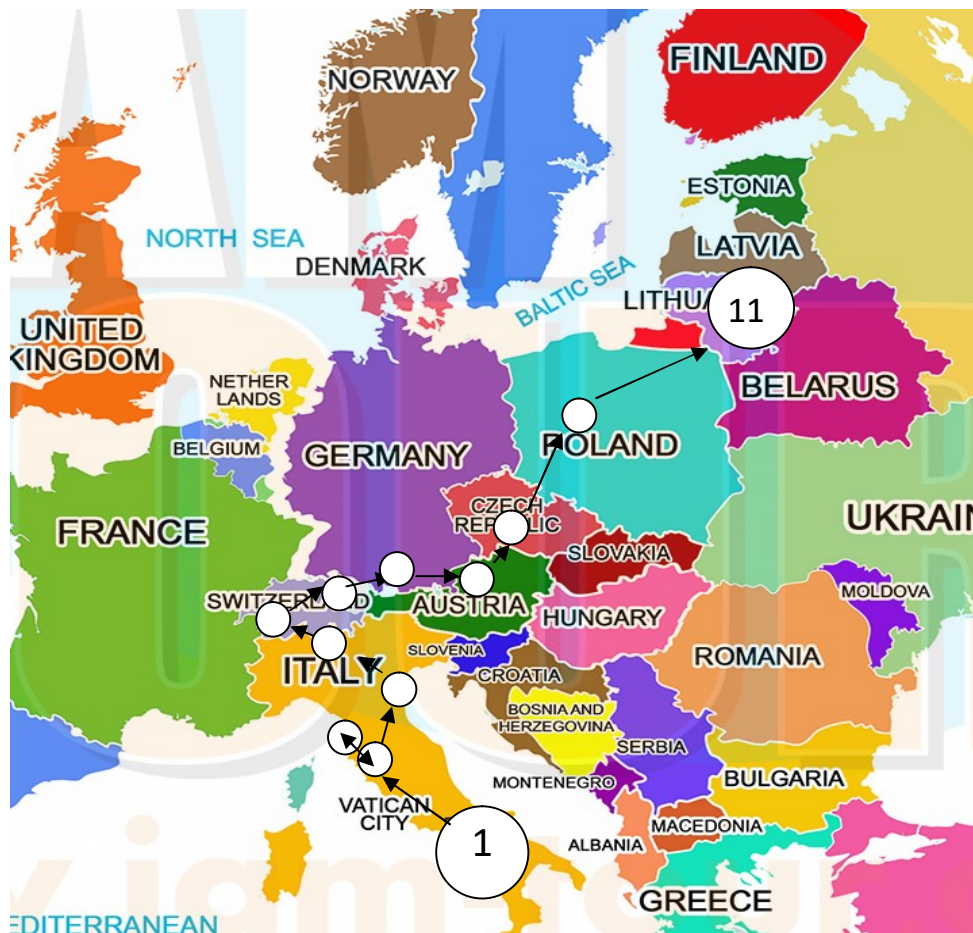 FINLAND
NORWAY
ESTONIA
NORTH SEA
LATVIA
DENMARK
BALTIC SEA
LITHUA
11
UNITED
KINGDOM
NETHER
LANDS
BELARUS
BELGIUM
GERMANY
POLAND
FRANCE
CZECH
REPUBLIC
UKRAIN
SLOVAKIA
SWITZERLAND
AUSTRIA
MOLDOVA
HUNGARY
SLOVENIA
ITALY
CROATIA
ROMANIA
BOSNIA AND
HERZEGOVINA
SERBIA
MONTENEGRO
BULGARIA
VATICAN
CITY
MACEDONIA
ALBANIA
1
GREECE
EDITERRANEAN